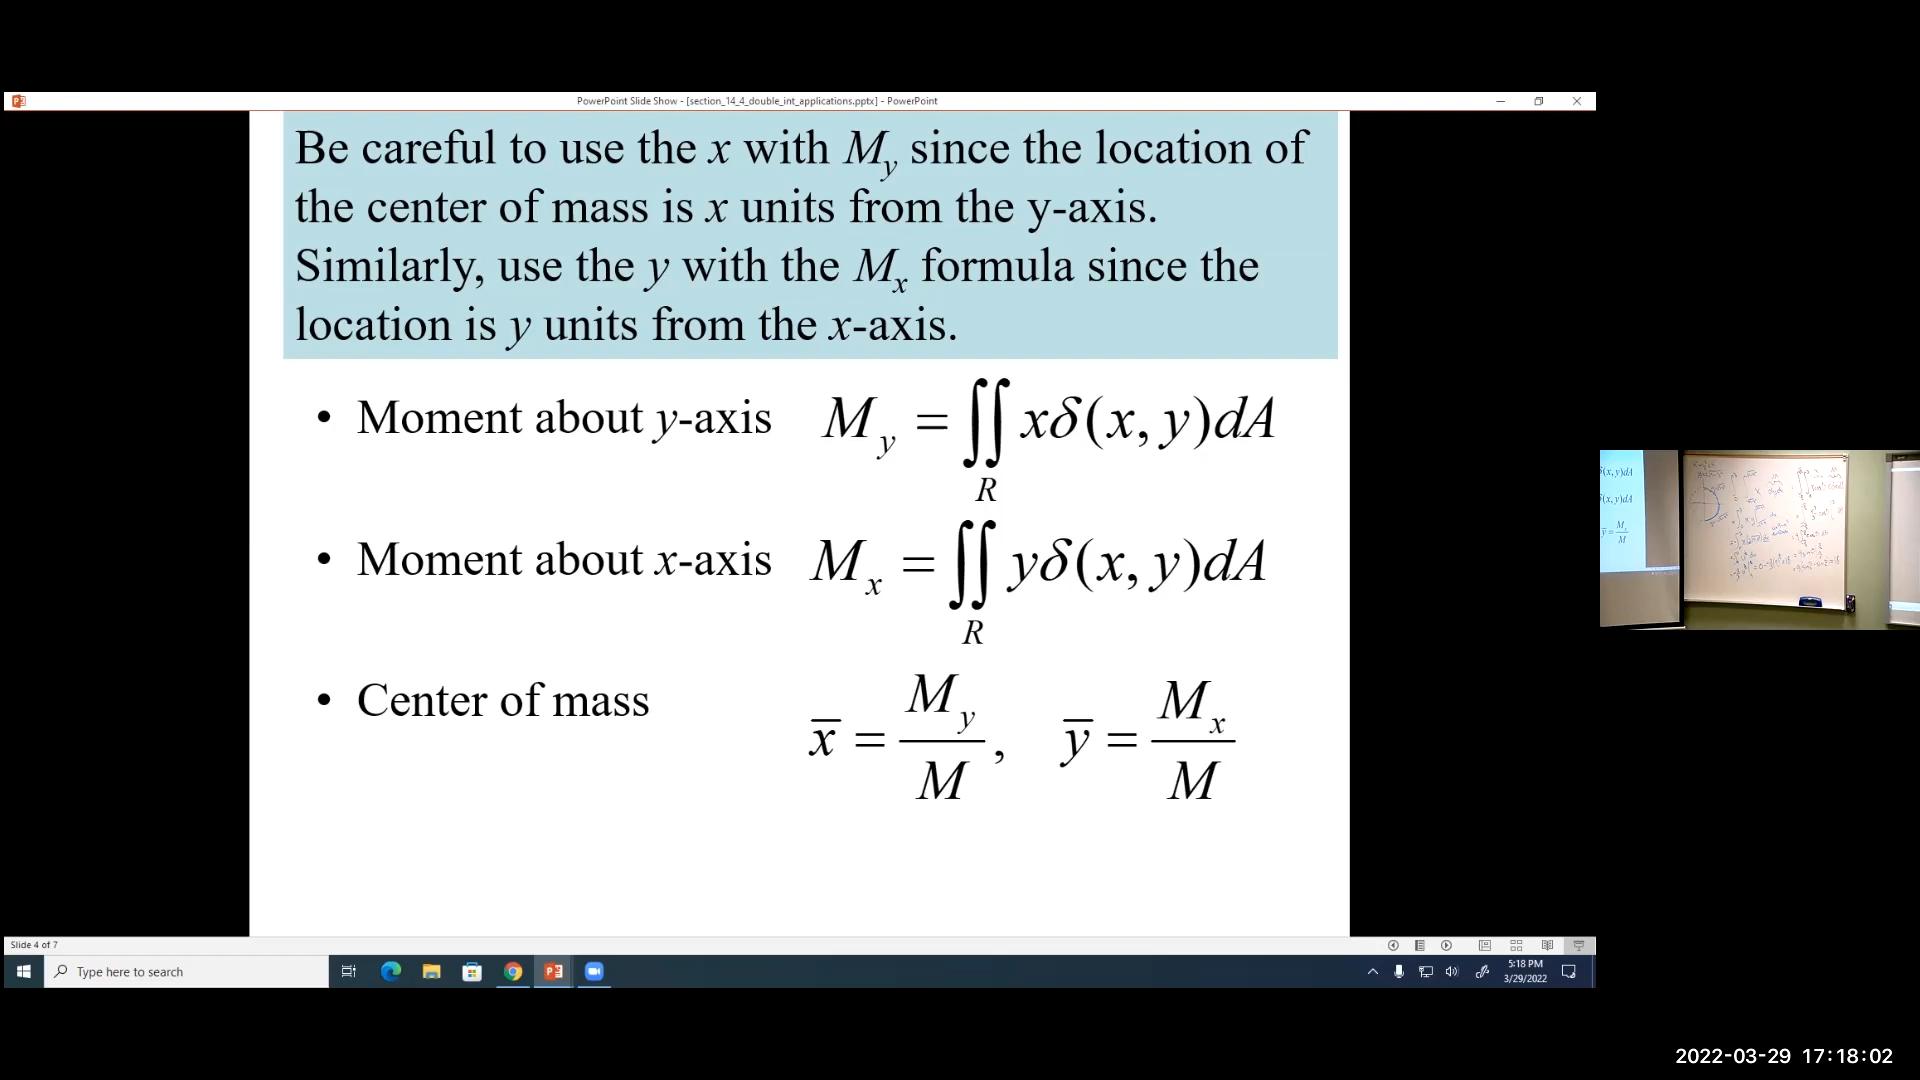 PowerPoint Slide Show - [section_14_4_double_int_applications.pptx] - PowerPoint
Be careful to use the x with M_y since the location of
the center of mass is x units from the y-axis.
Similarly, use the y with the M_x formula since the
location is y units from the x-axis.
• Moment about y-axis M_y = ∬_R xδ(x, y)dA
• Moment about x-axis M_x = ∬_R yδ(x, y)dA
• Center of mass x̅ = M_y/M, y̅ = M_x/M
(x, y)dA
(x, y)dA
y̅ = M_x/M
Slide 4 of 7
Type here to search
5:18 PM
3/29/2022
2022-03-29 17:18:02